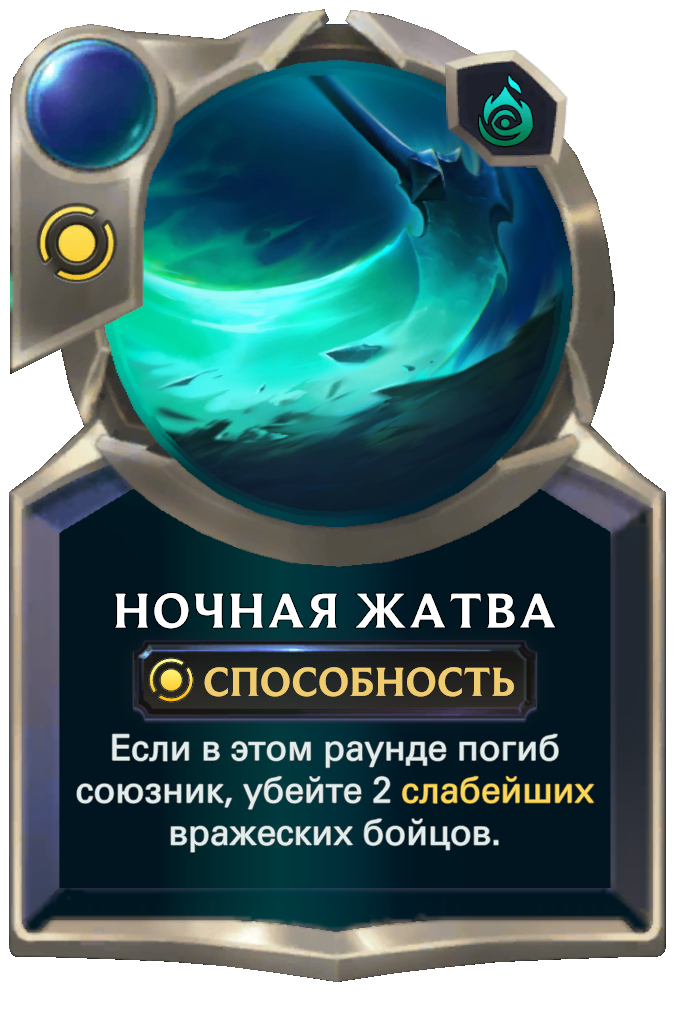 НОЧНАЯ ЖАТВА
СПОСОБНОСТЬ
Если в этом раунде погиб
союзник, убейте 2 слабейших
вражеских бойцов.